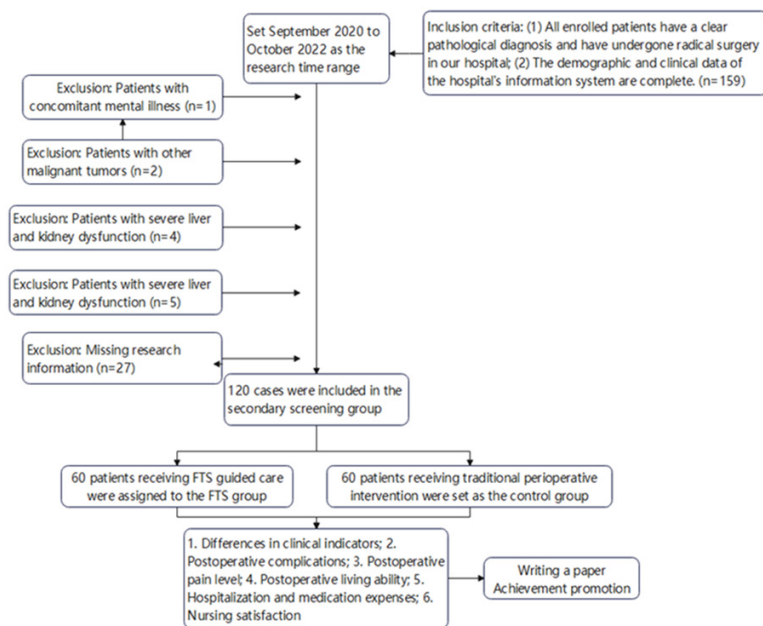 Set September 2020 to
October 2022 as the
research time range
Inclusion criteria: (1) All enrolled patients have a clear
pathological diagnosis and have undergone radical surgery
in our hospital; (2) The demographic and clinical data of
the hospital's information system are complete. (n=159)
Exclusion: Patients with
concomitant mental illness (n=1)
Exclusion: Patients with other
malignant tumors (n=2)
Exclusion: Patients with severe liver
and kidney dysfunction (n=4)
Exclusion: Patients with severe liver
and kidney dysfunction (n=5)
Exclusion: Missing research
information (n=27)
120 cases were included in the
secondary screening group
60 patients receiving FTS guided care
were assigned to the FTS group
60 patients receiving traditional perioperative
intervention were set as the control group
1. Differences in clinical indicators; 2.
Postoperative complications; 3. Postoperative
pain level; 4. Postoperative living ability; 5.
Hospitalization and medication expenses; 6.
Nursing satisfaction
Writing a paper
Achievement promotion